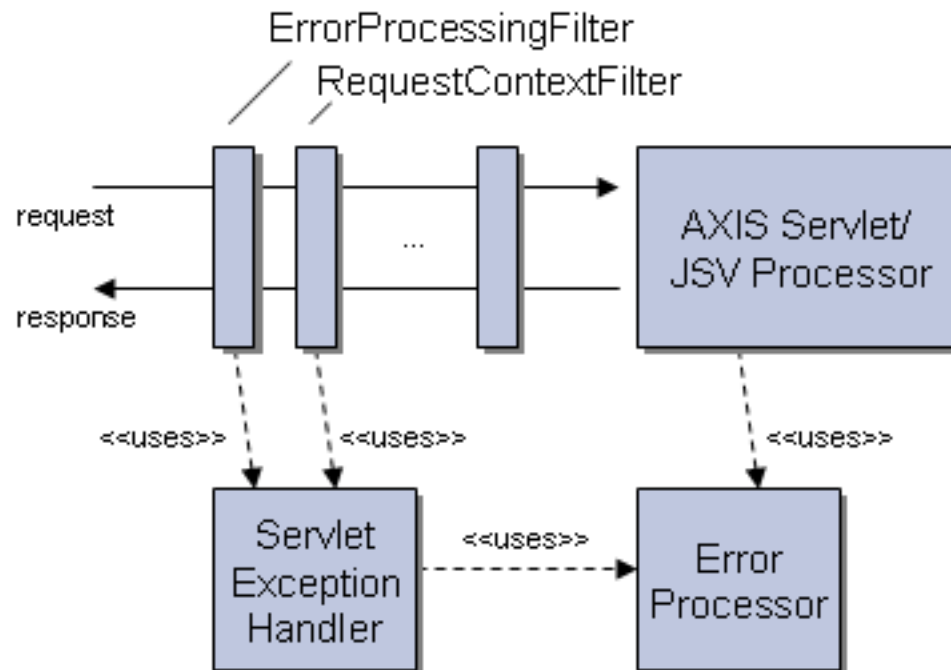 ErrorProcessingFilter
RequestContextFilter
request
...
AXIS Servlet/
JSV Processor
response
<<uses>>
<<uses>>
<<uses>>
Servlet
Exception
Handler
<<uses>>
Error
Processor